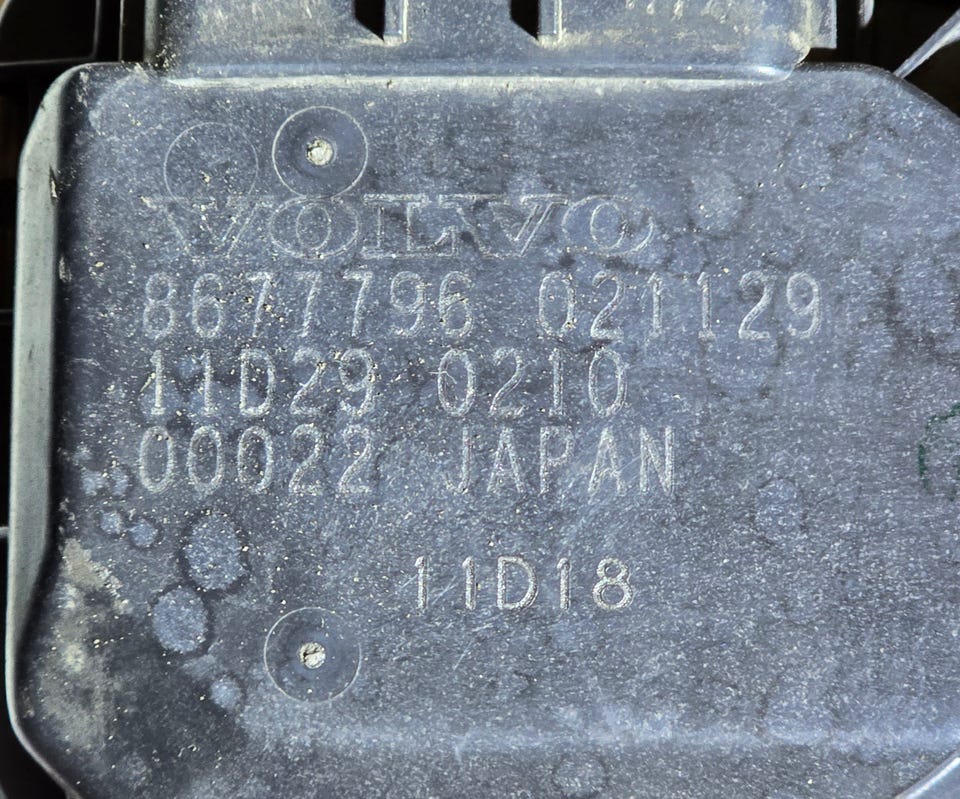 VOLVO
8677796 021129
11D29 0210
00022 JAPAN
11D18